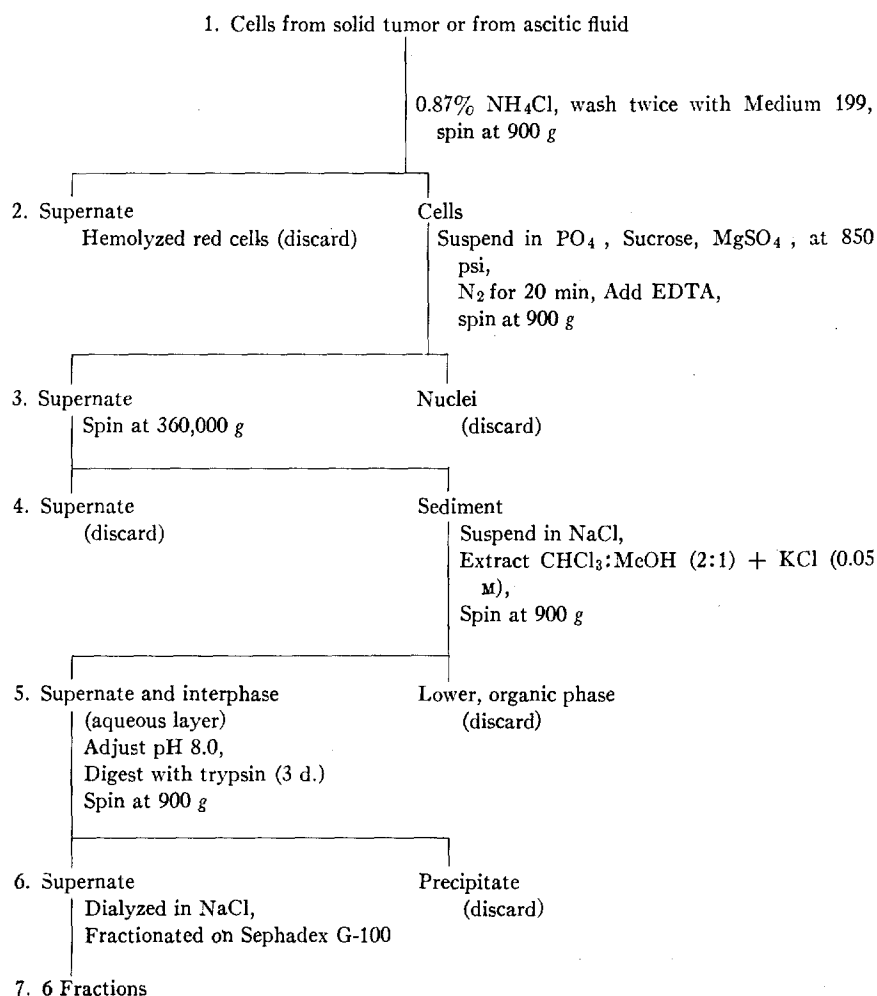 1. Cells from solid tumor or from ascitic fluid
0.87% NH₄Cl, wash twice with Medium 199,
spin at 900 g
2. Supernate
Hemolyzed red cells (discard)
Cells
Suspend in PO₄ , Sucrose, MgSO₄ , at 850
psi,
N₂ for 20 min, Add EDTA,
spin at 900 g
3. Supernate
Spin at 360,000 g
Nuclei
(discard)
4. Supernate
(discard)
Sediment
Suspend in NaCl,
Extract CHCl₃:MeOH (2:1) + KCl (0.05
M),
Spin at 900 g
5. Supernate and interphase
(aqueous layer)
Adjust pH 8.0,
Digest with trypsin (3 d.)
Spin at 900 g
Lower, organic phase
(discard)
6. Supernate
Dialyzed in NaCl,
Fractionated on Sephadex G-100
Precipitate
(discard)
7. 6 Fractions